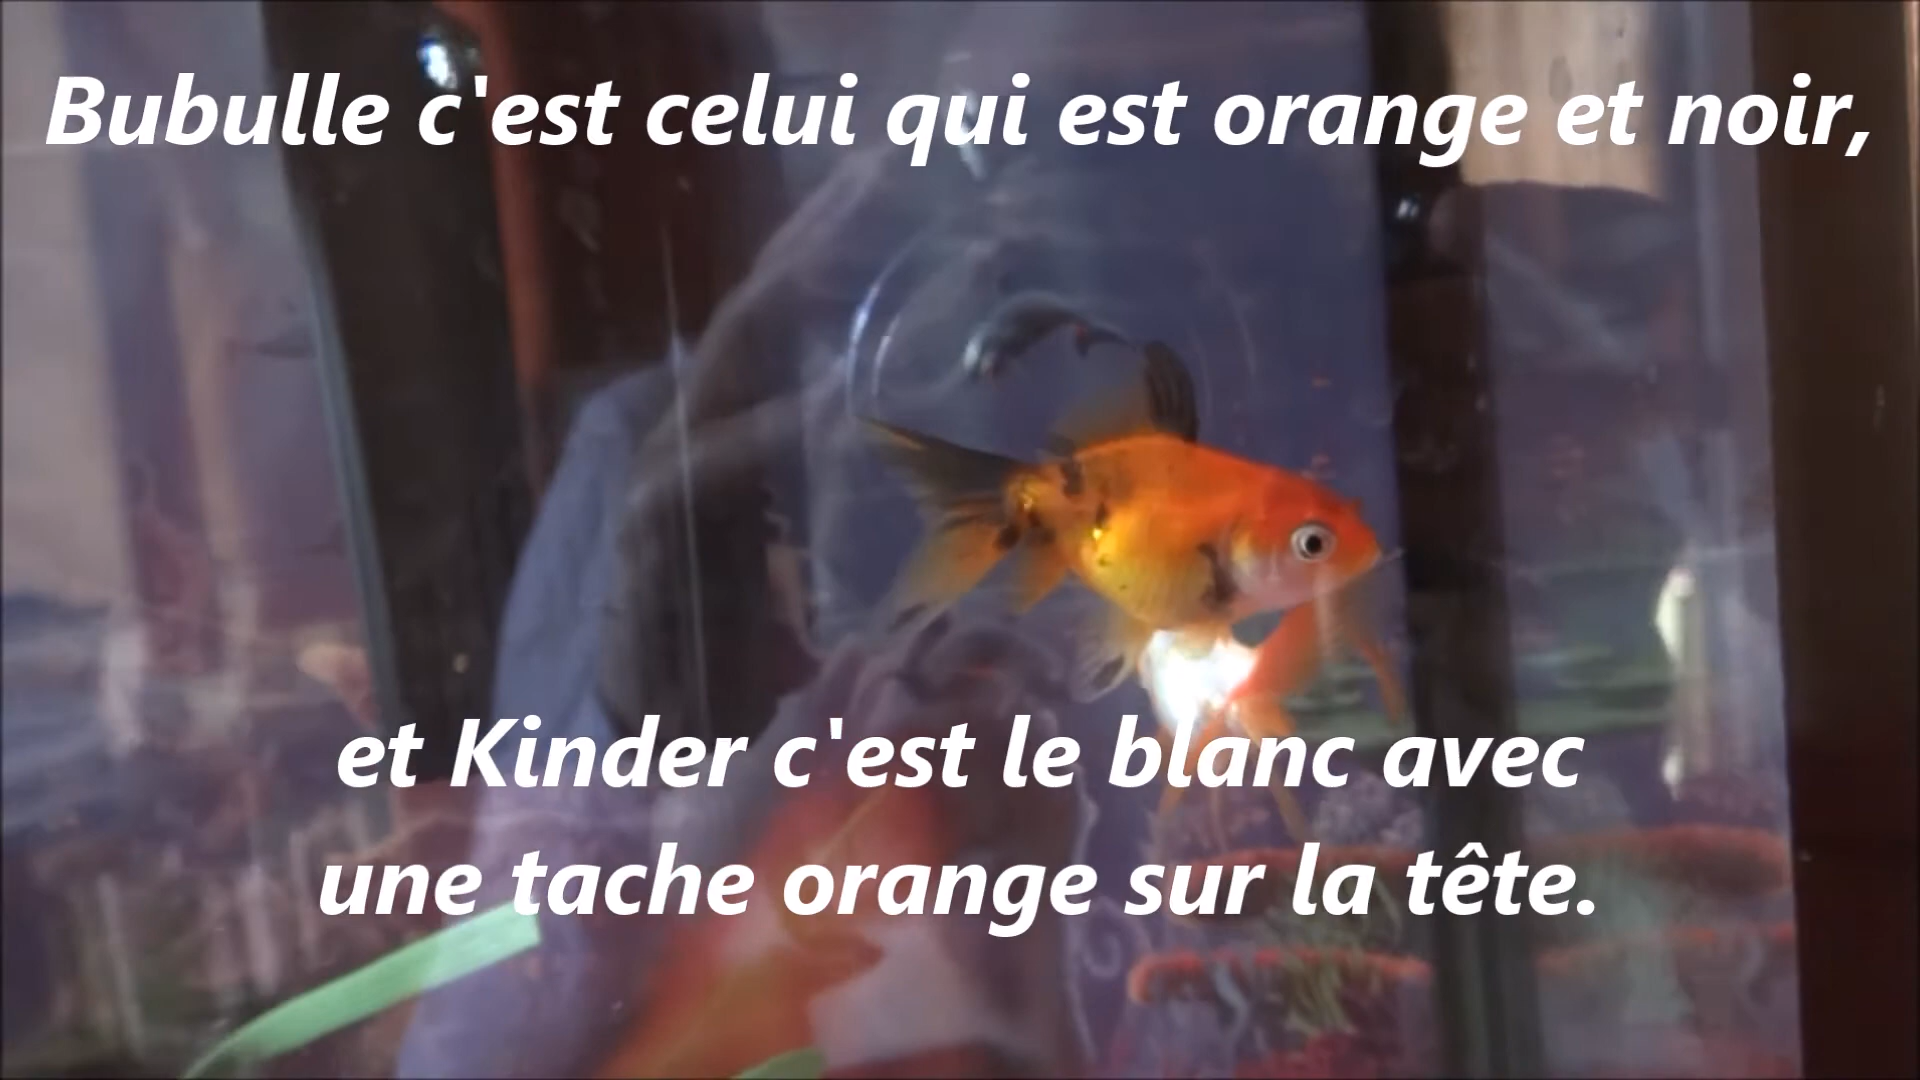 Bubulle c'est celui qui est orange et noir,
et Kinder c'est le blanc avec
une tache orange sur la tête.